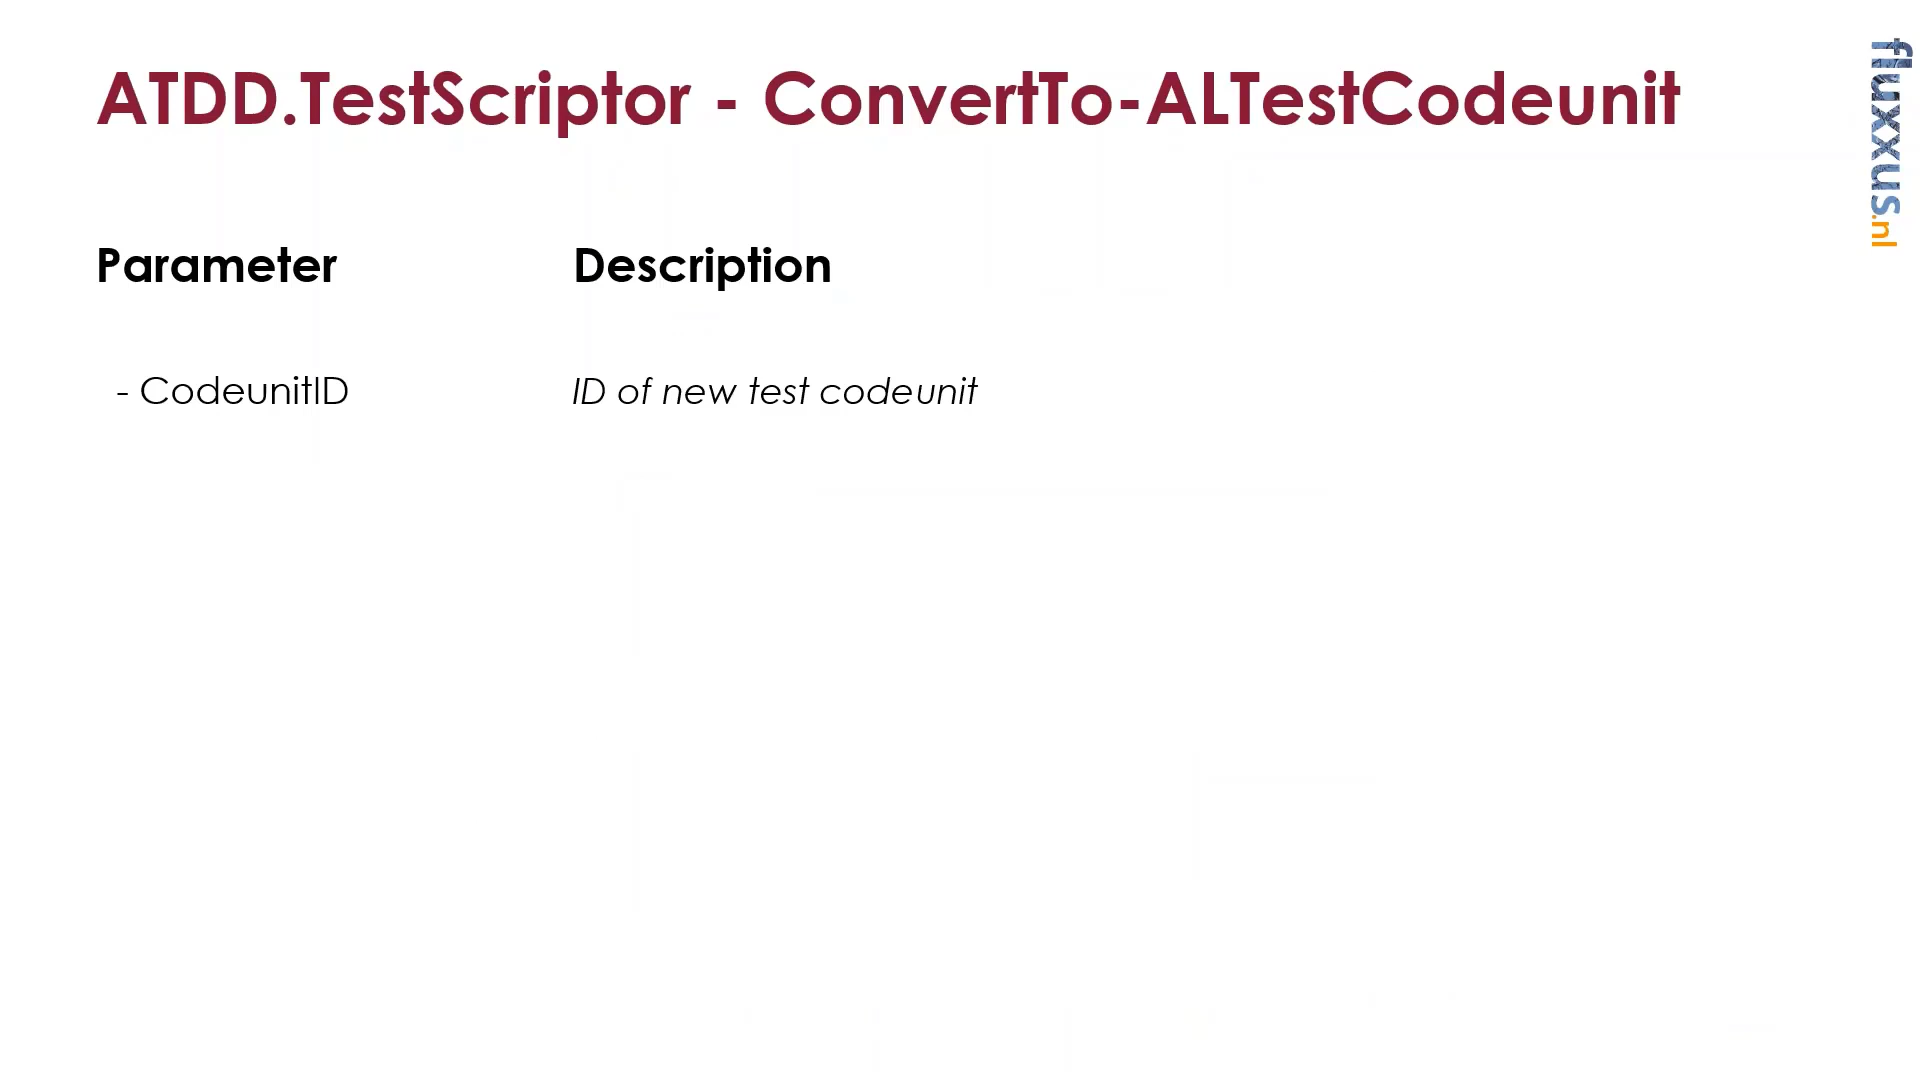 ATDD.TestScriptor - ConvertTo-ALTestCodeunit
fluxxus.nl
Parameter Description
- CodeunitID ID of new test codeunit